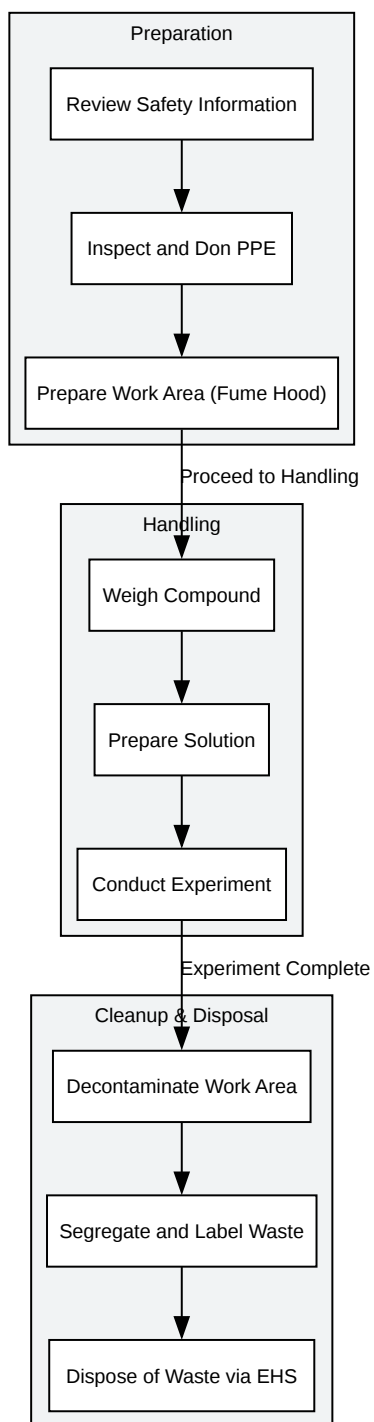 Preparation
Review Safety Information
Inspect and Don PPE
Prepare Work Area (Fume Hood)
Proceed to Handling
Handling
Weigh Compound
Prepare Solution
Conduct Experiment
Experiment Complete
Cleanup & Disposal
Decontaminate Work Area
Segregate and Label Waste
Dispose of Waste via EHS